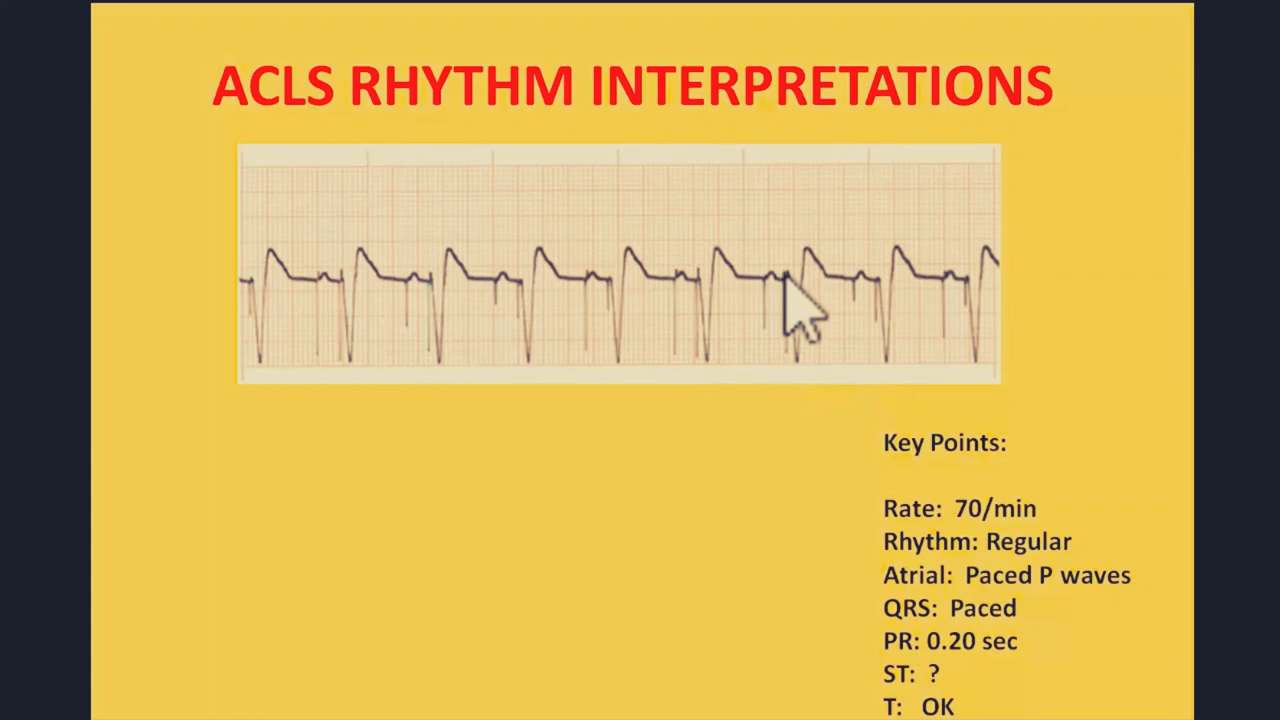 ACLS RHYTHM INTERPRETATIONS
Key Points:
Rate: 70/min
Rhythm: Regular
Atrial: Paced P waves
QRS: Paced
PR: 0.20 sec
ST: ?
T: OK